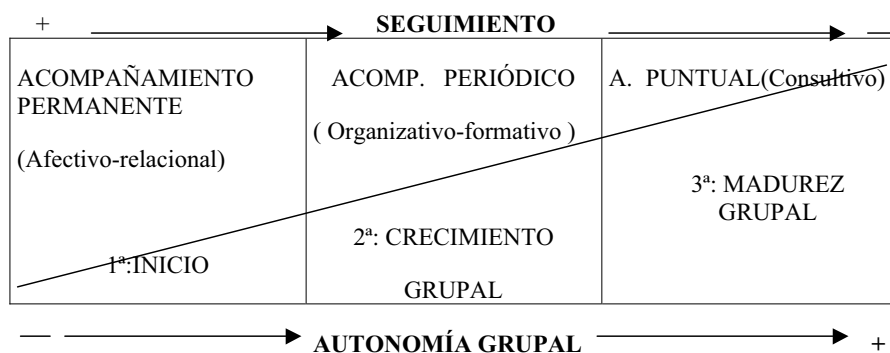 + SEGUIMIENTO —
ACOMPAÑAMIENTO
PERMANENTE
(Afectivo-relacional)
1ª:INICIO
ACOMP. PERIÓDICO
( Organizativo-formativo )
2ª: CRECIMIENTO
GRUPAL
A. PUNTUAL(Consultivo)
3ª: MADUREZ
GRUPAL
— AUTONOMÍA GRUPAL +